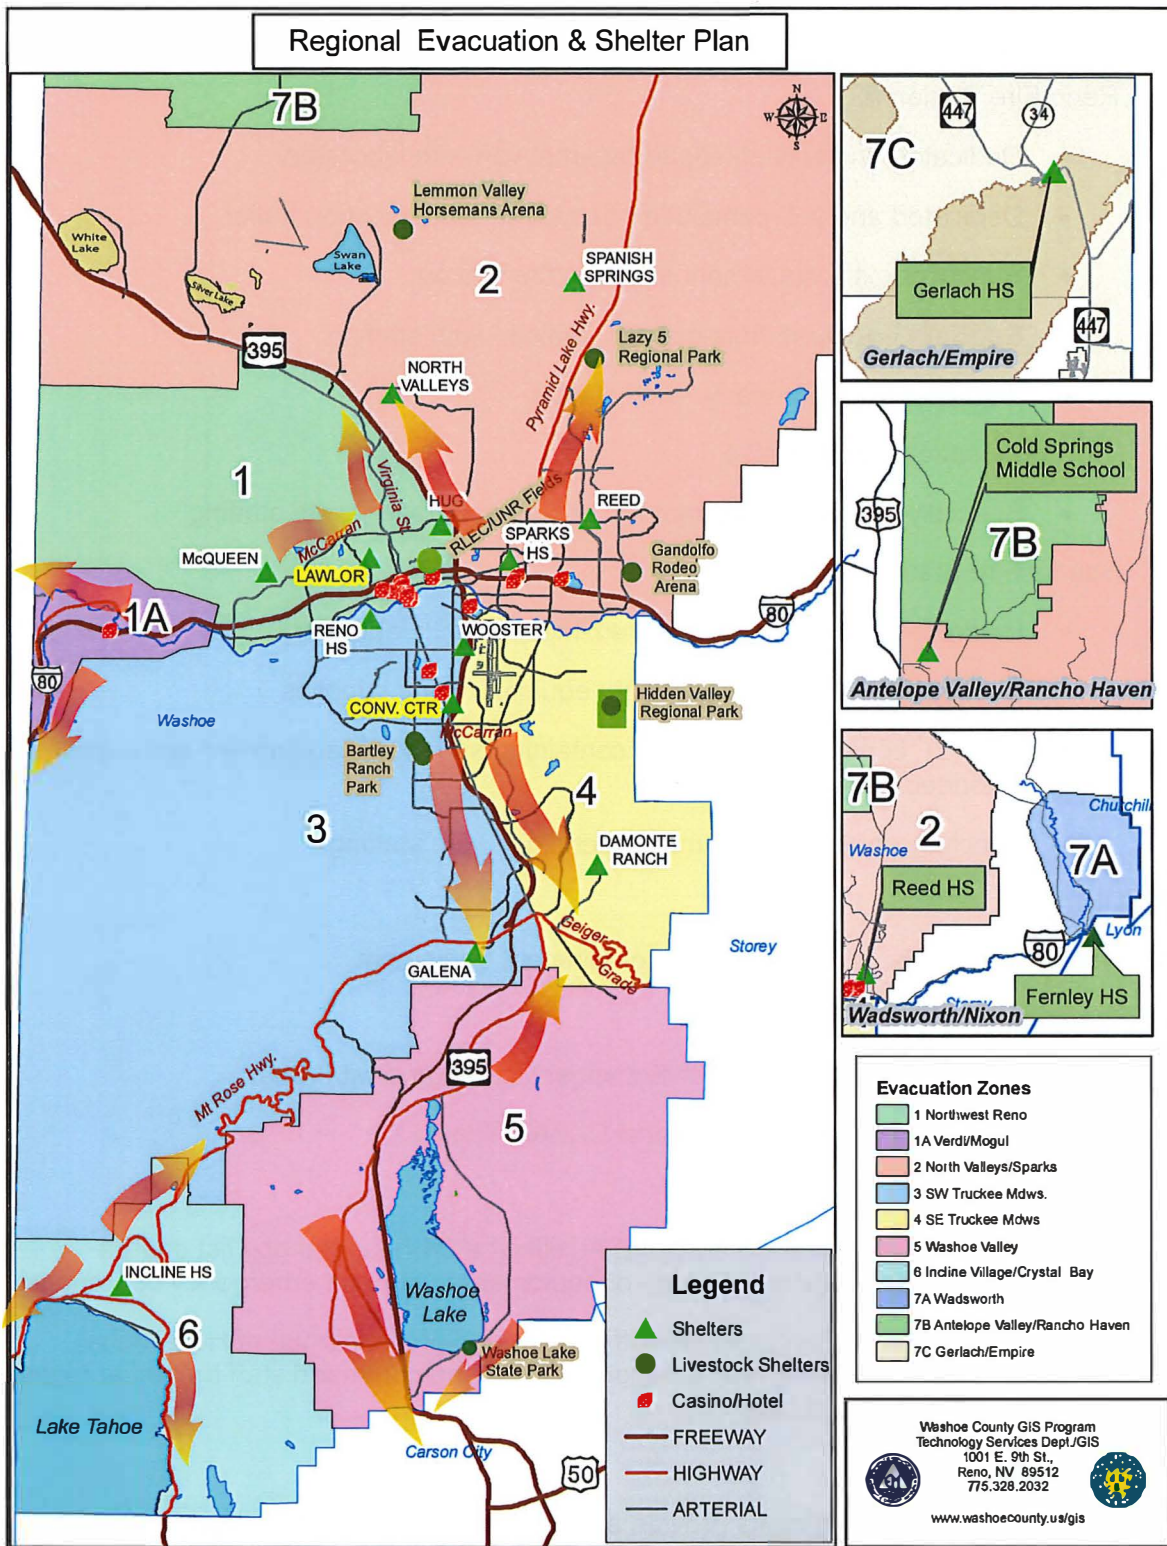 Regional Evacuation & Shelter Plan
7B
N
W
E
S
Lemmon Valley
Horsemans Arena
White
Lake
Swan
Lake
Silver Lake
2
SPANISH
SPRINGS
395
Pyramid Lake Hwy.
Lazy 5
Regional Park
NORTH
VALLEYS
1
Virginia St.
HUG
RLEC/UNR Fields
REED
McCarran
SPARKS
HS
McQUEEN
LAWLOR
Gandolfo
Rodeo
Arena
1A
80
RENO
HS
WOOSTER
80
Washoe
CONV. CTR
Hidden Valley
Regional Park
McCarran
Bartley
Ranch
Park
4
3
DAMONTE
RANCH
Geiger
Grade
GALENA
Storey
395
Mt Rose Hwy.
5
INCLINE HS
6
Washoe
Lake
Washoe Lake
State Park
Lake Tahoe
Carson City
50
Legend
Shelters
Livestock Shelters
Casino/Hotel
FREEWAY
HIGHWAY
ARTERIAL
447
34
7C
Gerlach HS
447
Gerlach/Empire
Cold Springs
Middle School
395
7B
Antelope Valley/Rancho Haven
7B
2
Churchill
Washoe
7A
Reed HS
80
Lyon
Fernley HS
Storey
Wadsworth/Nixon
Evacuation Zones
1 Northwest Reno
1A Verdi/Mogul
2 North Valleys/Sparks
3 SW Truckee Mdws.
4 SE Truckee Mdws
5 Washoe Valley
6 Incline Village/Crystal Bay
7A Wadsworth
7B Antelope Valley/Rancho Haven
7C Gerlach/Empire
Washoe County GIS Program
Technology Services Dept./GIS
1001 E. 9th St.,
Reno, NV 89512
775.328.2032
www.washoecounty.us/gis